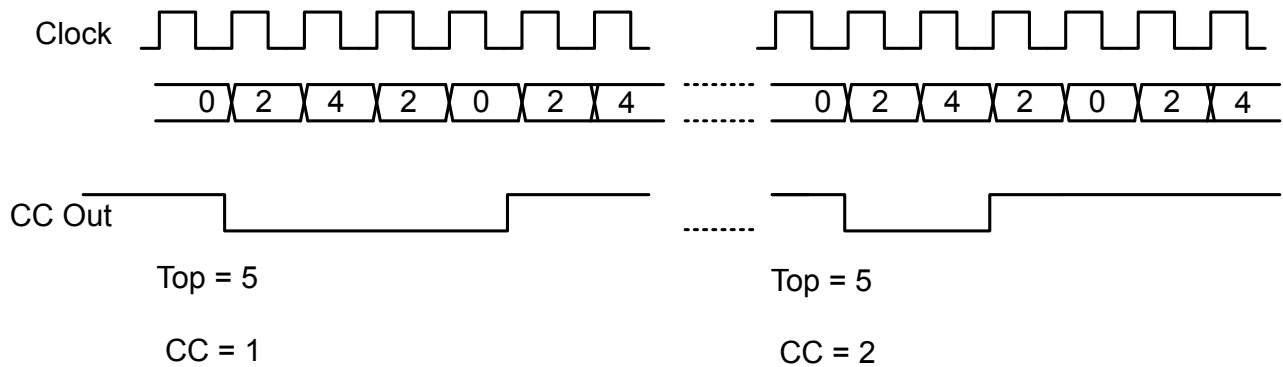 Clock
0 2 4 2 0 2 4 0 2 4 2 0 2 4
CC Out
Top = 5 Top = 5
CC = 1 CC = 2